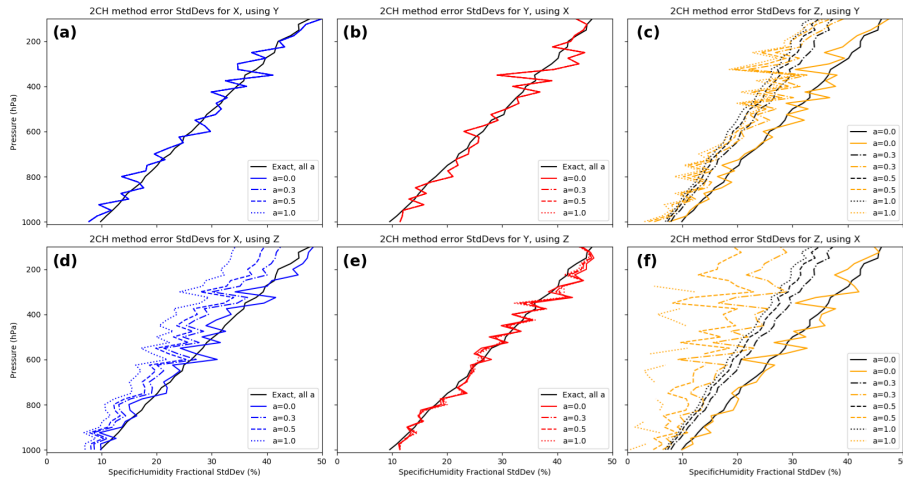 2CH method error StdDevs for X, using Y
2CH method error StdDevs for Y, using X
2CH method error StdDevs for Z, using Y
(a)
(b)
(c)
Pressure (hPa)
200
400
600
800
1000
Exact, all a
a=0.0
a=0.3
a=0.5
a=1.0
Exact, all a
a=0.0
a=0.3
a=0.5
a=1.0
a=0.0
a=0.0
a=0.3
a=0.3
a=0.5
a=0.5
a=1.0
a=1.0
2CH method error StdDevs for X, using Z
2CH method error StdDevs for Y, using Z
2CH method error StdDevs for Z, using X
(d)
(e)
(f)
Pressure (hPa)
200
400
600
800
1000
Exact, all a
a=0.0
a=0.3
a=0.5
a=1.0
Exact, all a
a=0.0
a=0.3
a=0.5
a=1.0
a=0.0
a=0.0
a=0.3
a=0.3
a=0.5
a=0.5
a=1.0
a=1.0
0 10 20 30 40 50
0 10 20 30 40 50
0 10 20 30 40 50
SpecificHumidity Fractional StdDev (%)
SpecificHumidity Fractional StdDev (%)
SpecificHumidity Fractional StdDev (%)